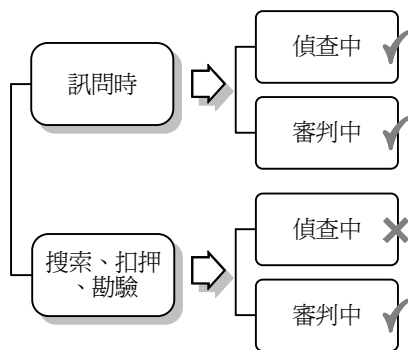 訊問時
偵查中
審判中
搜索、扣押
、勘驗
偵查中
審判中